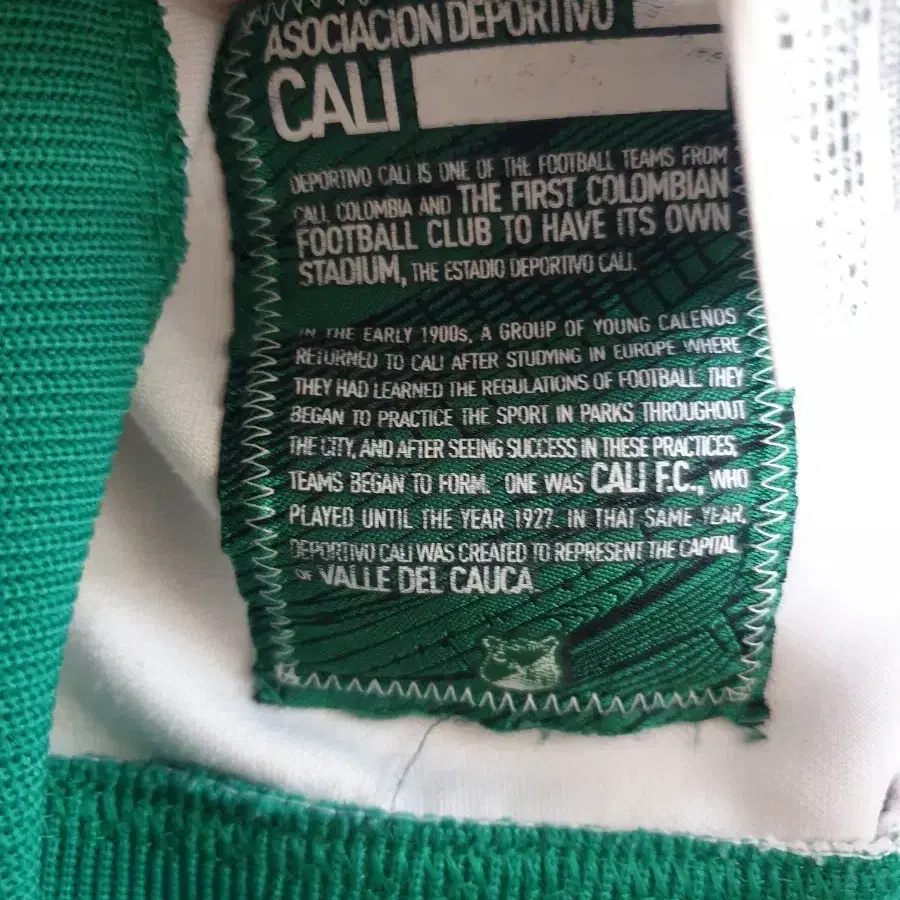 ASOCIACION DEPORTIVO
CALI
DEPORTIVO CALI IS ONE OF THE FOOTBALL TEAMS FROM
CALI, COLOMBIA AND THE FIRST COLOMBIAN
FOOTBALL CLUB TO HAVE ITS OWN
STADIUM, THE ESTADIO DEPORTIVO CALI.
IN THE EARLY 1900s, A GROUP OF YOUNG CALENOS
RETURNED TO CALI AFTER STUDYING IN EUROPE WHERE
THEY HAD LEARNED THE REGULATIONS OF FOOTBALL. THEY
BEGAN TO PRACTICE THE SPORT IN PARKS THROUGHOUT
THE CITY, AND AFTER SEEING SUCCESS IN THESE PRACTICES,
TEAMS BEGAN TO FORM. ONE WAS CALI F.C., WHO
PLAYED UNTIL THE YEAR 1927. IN THAT SAME YEAR,
DEPORTIVO CALI WAS CREATED TO REPRESENT THE CAPITAL
OF VALLE DEL CAUCA.